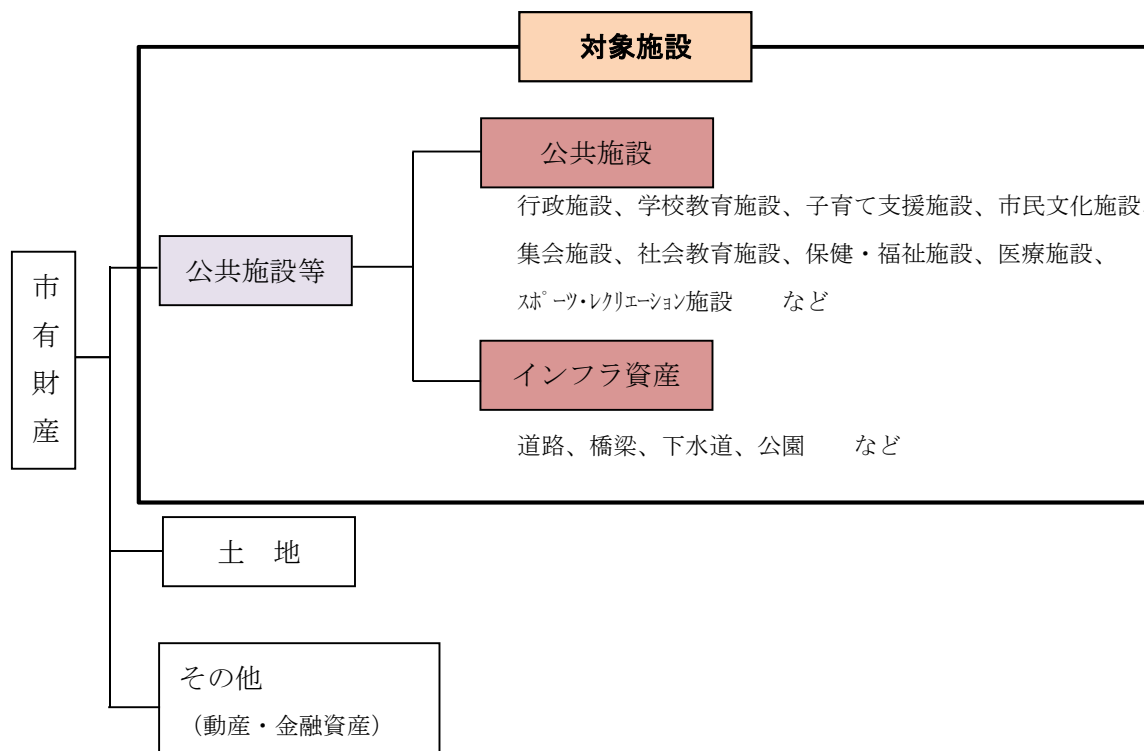 対象施設
公共施設
行政施設、学校教育施設、子育て支援施設、市民文化施設、
集会施設、社会教育施設、保健・福祉施設、医療施設、
ｽﾎﾟｰﾂ・ﾚｸﾘｴｰｼｮﾝ施設　　など
公共施設等
市有財産
インフラ資産
道路、橋梁、下水道、公園　　など
土　地
その他
（動産・金融資産）